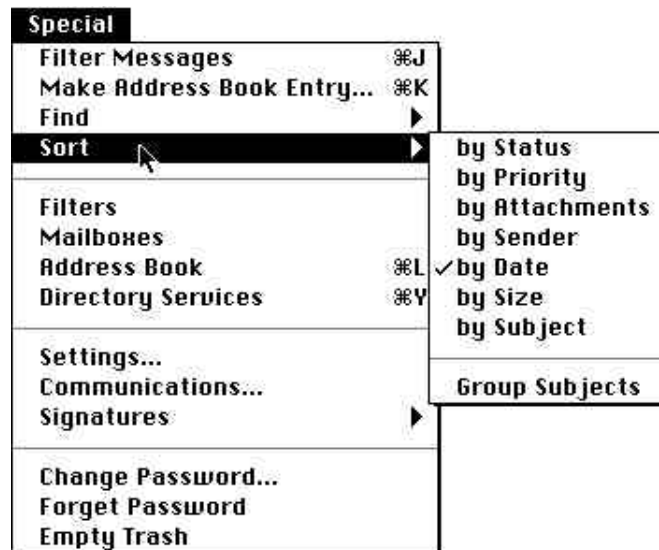 Special
Filter Messages ⌘J
Make Address Book Entry... ⌘K
Find
Sort
by Status
by Priority
by Attachments
by Sender
✓by Date
by Size
by Subject
Group Subjects
Filters
Mailboxes
Address Book ⌘L
Directory Services ⌘Y
Settings...
Communications...
Signatures
Change Password...
Forget Password
Empty Trash